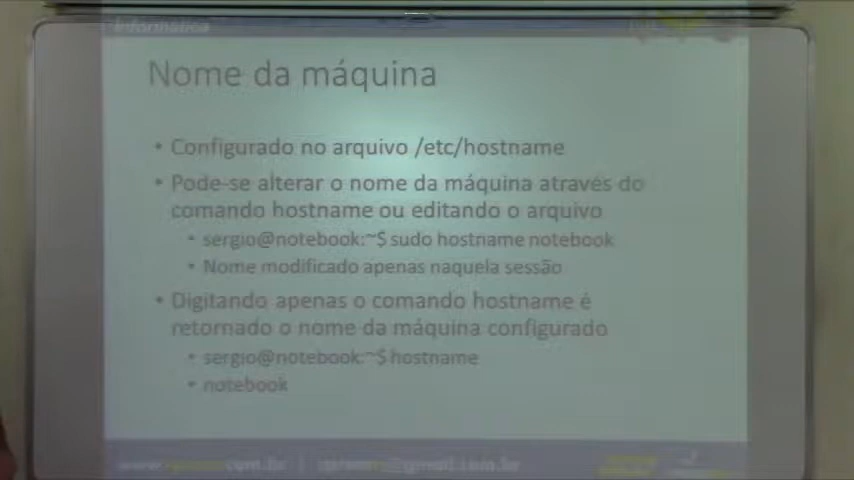 Informática
Nome da máquina
• Configurado no arquivo /etc/hostname
• Pode-se alterar o nome da máquina através do
comando hostname ou editando o arquivo
• sergio@notebook:~$ sudo hostname notebook
• Nome modificado apenas naquela sessão
• Digitando apenas o comando hostname é
retornado o nome da máquina configurado
• sergio@notebook:~$ hostname
• notebook